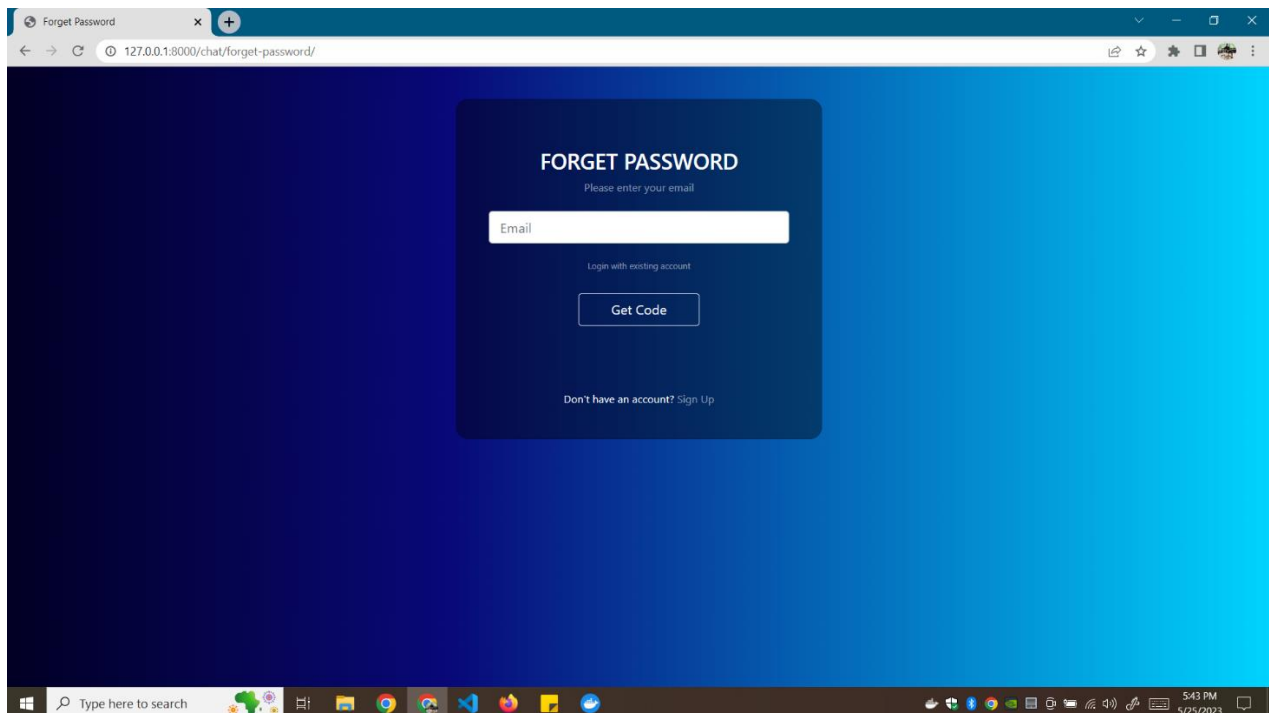 Forget Password
127.0.0.1:8000/chat/forget-password/
FORGET PASSWORD
Please enter your email
Email
Login with existing account
Get Code
Don't have an account? Sign Up
Type here to search
5:43 PM
5/25/2023